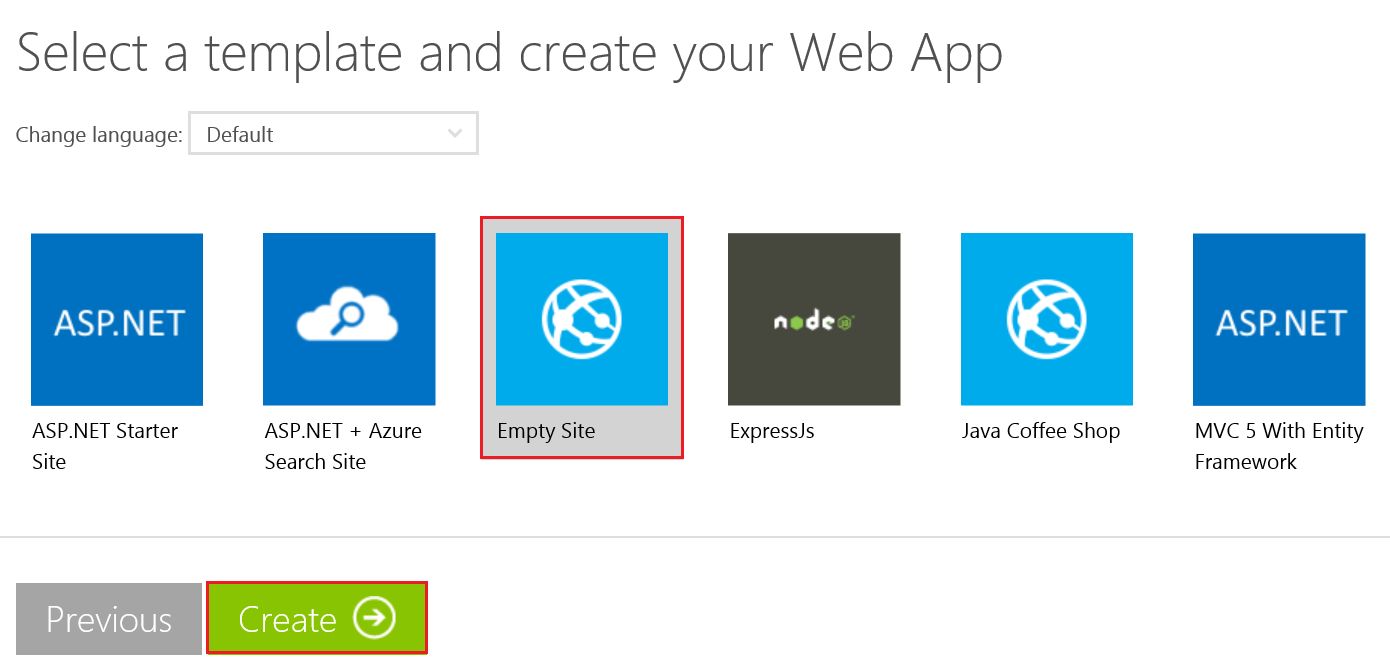 Select a template and create your Web App
Change language: Default
ASP.NET
node
ASP.NET
ASP.NET Starter
Site
ASP.NET + Azure
Search Site
Empty Site
ExpressJs
Java Coffee Shop
MVC 5 With Entity
Framework
Previous
Create